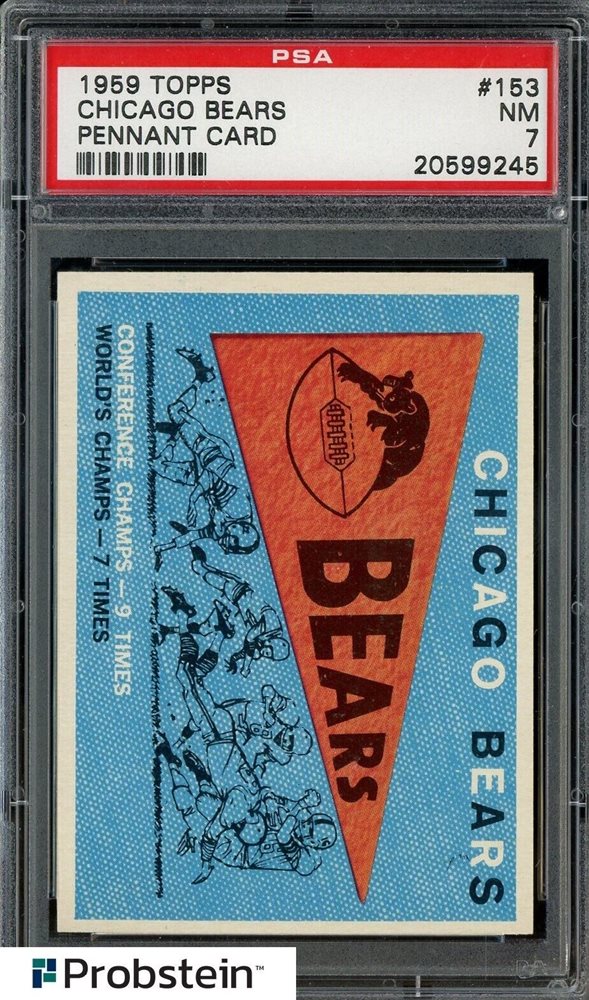 PSA
1959 TOPPS #153
CHICAGO BEARS NM
PENNANT CARD 7
20599245
CHICAGO BEARS
BEARS
CONFERENCE CHAMPS – 9 TIMES
WORLD'S CHAMPS – 7 TIMES
Probstein™